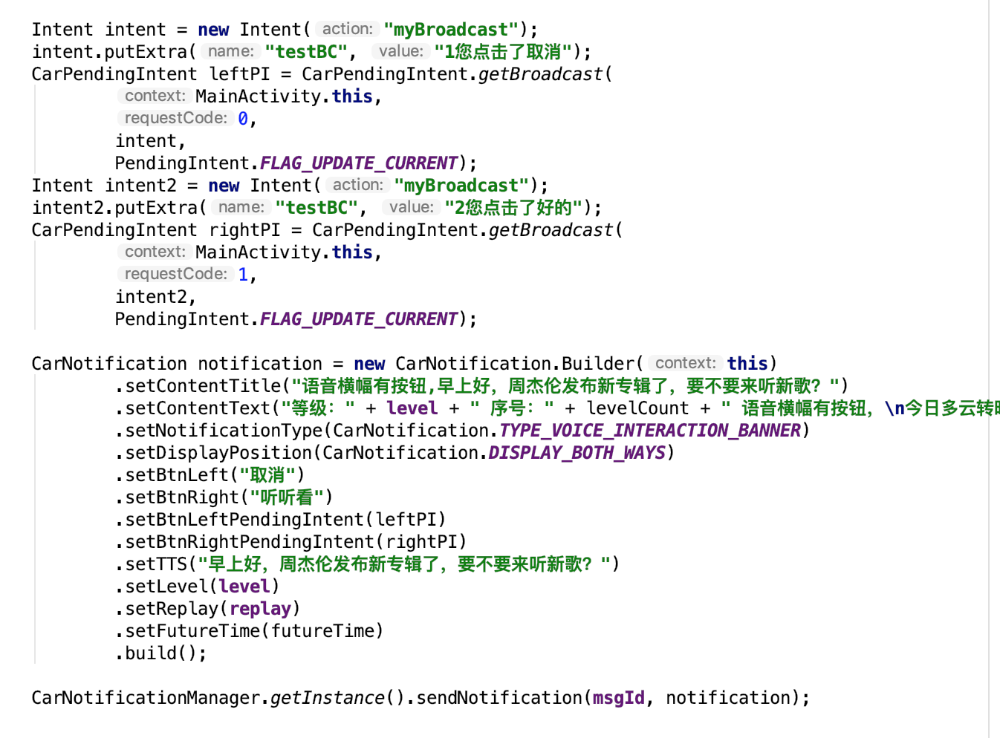 Intent intent = new Intent( action: "myBroadcast");
intent.putExtra( name: "testBC", value: "1您点击了取消");
CarPendingIntent leftPI = CarPendingIntent.getBroadcast(
context: MainActivity.this,
requestCode: 0,
intent,
PendingIntent.FLAG_UPDATE_CURRENT);
Intent intent2 = new Intent( action: "myBroadcast");
intent2.putExtra( name: "testBC", value: "2您点击了好的");
CarPendingIntent rightPI = CarPendingIntent.getBroadcast(
context: MainActivity.this,
requestCode: 1,
intent2,
PendingIntent.FLAG_UPDATE_CURRENT);
CarNotification notification = new CarNotification.Builder( context: this)
.setContentTitle("语音横幅有按钮,早上好，周杰伦发布新专辑了，要不要来听新歌？")
.setContentText("等级：" + level + " 序号：" + levelCount + " 语音横幅有按钮，\n今日多云转
.setNotificationType(CarNotification.TYPE_VOICE_INTERACTION_BANNER)
.setDisplayPosition(CarNotification.DISPLAY_BOTH_WAYS)
.setBtnLeft("取消")
.setBtnRight("听听看")
.setBtnLeftPendingIntent(leftPI)
.setBtnRightPendingIntent(rightPI)
.setTTS("早上好，周杰伦发布新专辑了，要不要来听新歌？")
.setLevel(level)
.setReplay(replay)
.setFutureTime(futureTime)
.build();
CarNotificationManager.getInstance().sendNotification(msgId, notification);